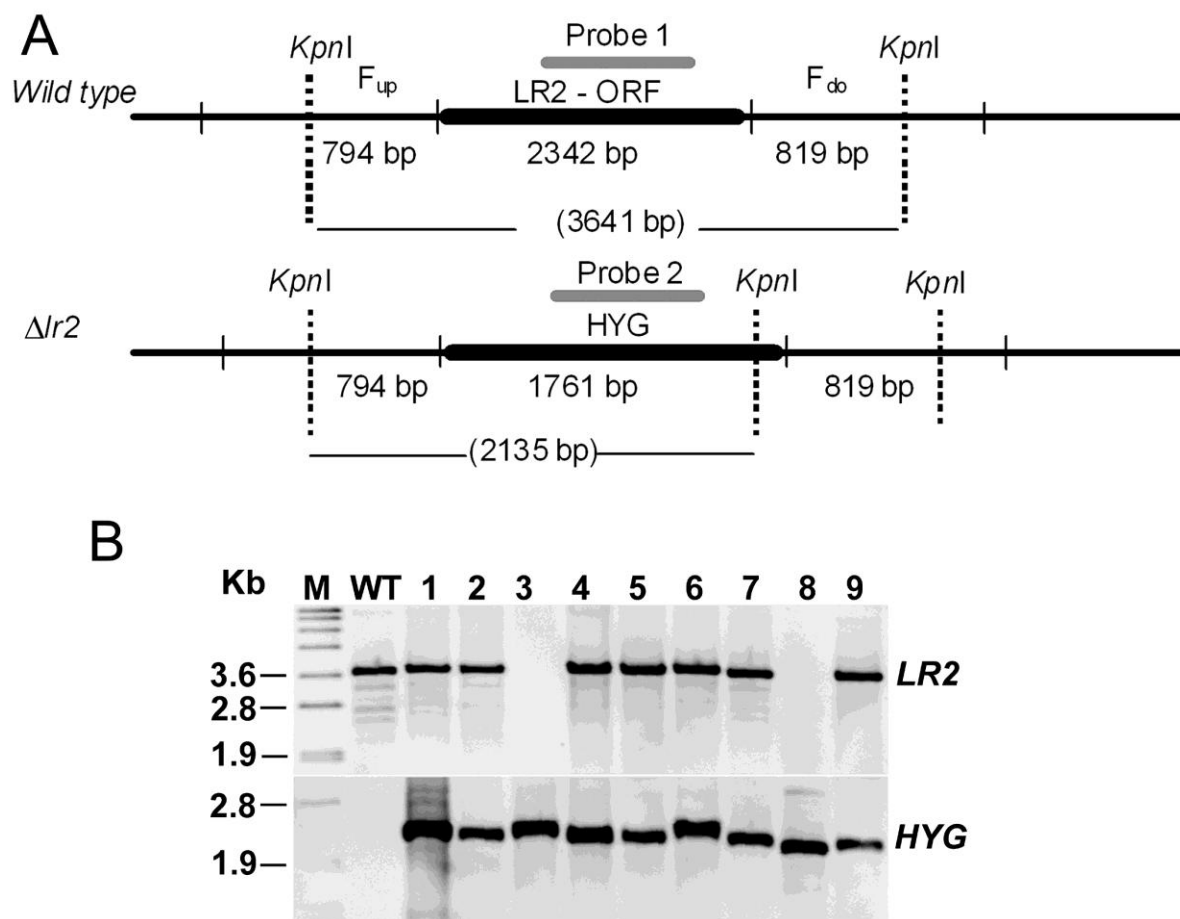 A
Probe 1
KpnI KpnI
Wild type Fup LR2 - ORF Fdo
794 bp 2342 bp 819 bp
(3641 bp)
Probe 2
KpnI KpnI KpnI
Δlr2 HYG
794 bp 1761 bp 819 bp
(2135 bp)
B
Kb M WT 1 2 3 4 5 6 7 8 9
3.6 LR2
2.8
1.9
2.8
HYG
1.9